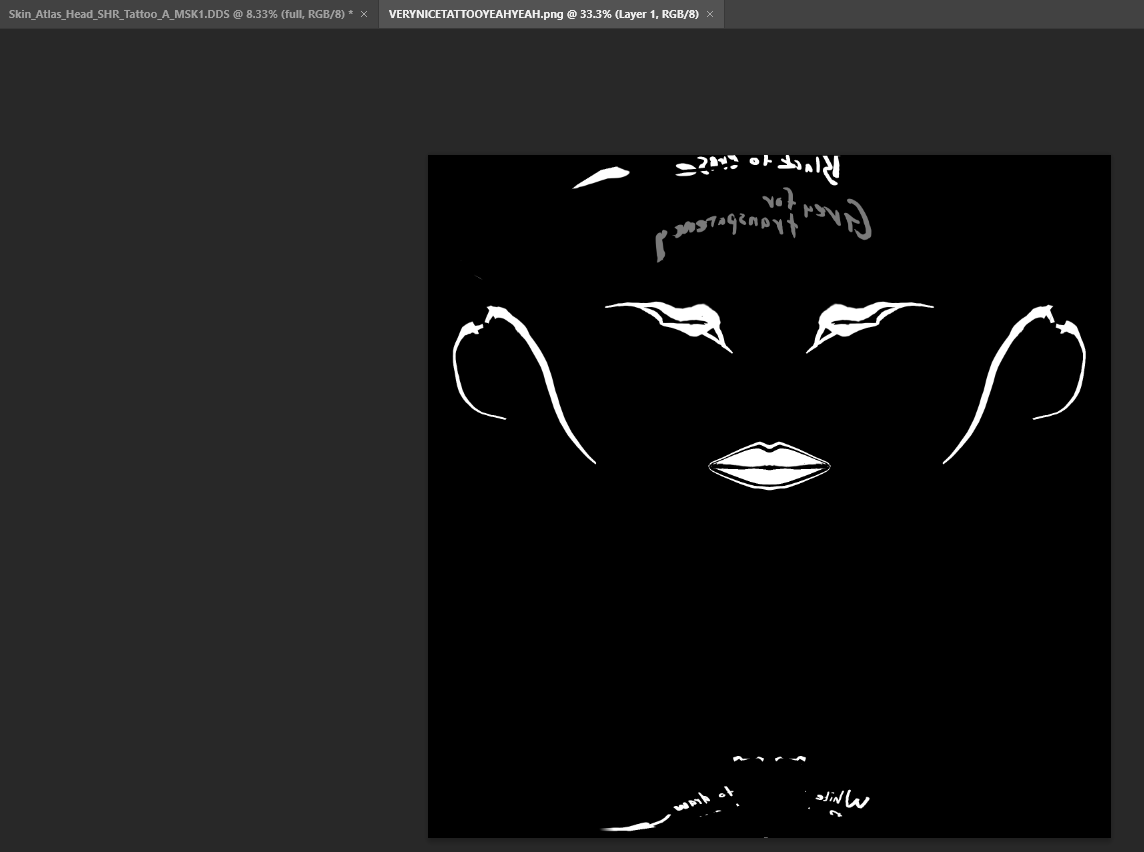 Skin_Atlas_Head_SHR_Tattoo_A_MSK1.DDS @ 8.33% (full, RGB/8) * ×
VERYNICETATTOOYEAHYEAH.png @ 33.3% (Layer 1, RGB/8) ×
Black to erase
Grey for
transparency
White to draw